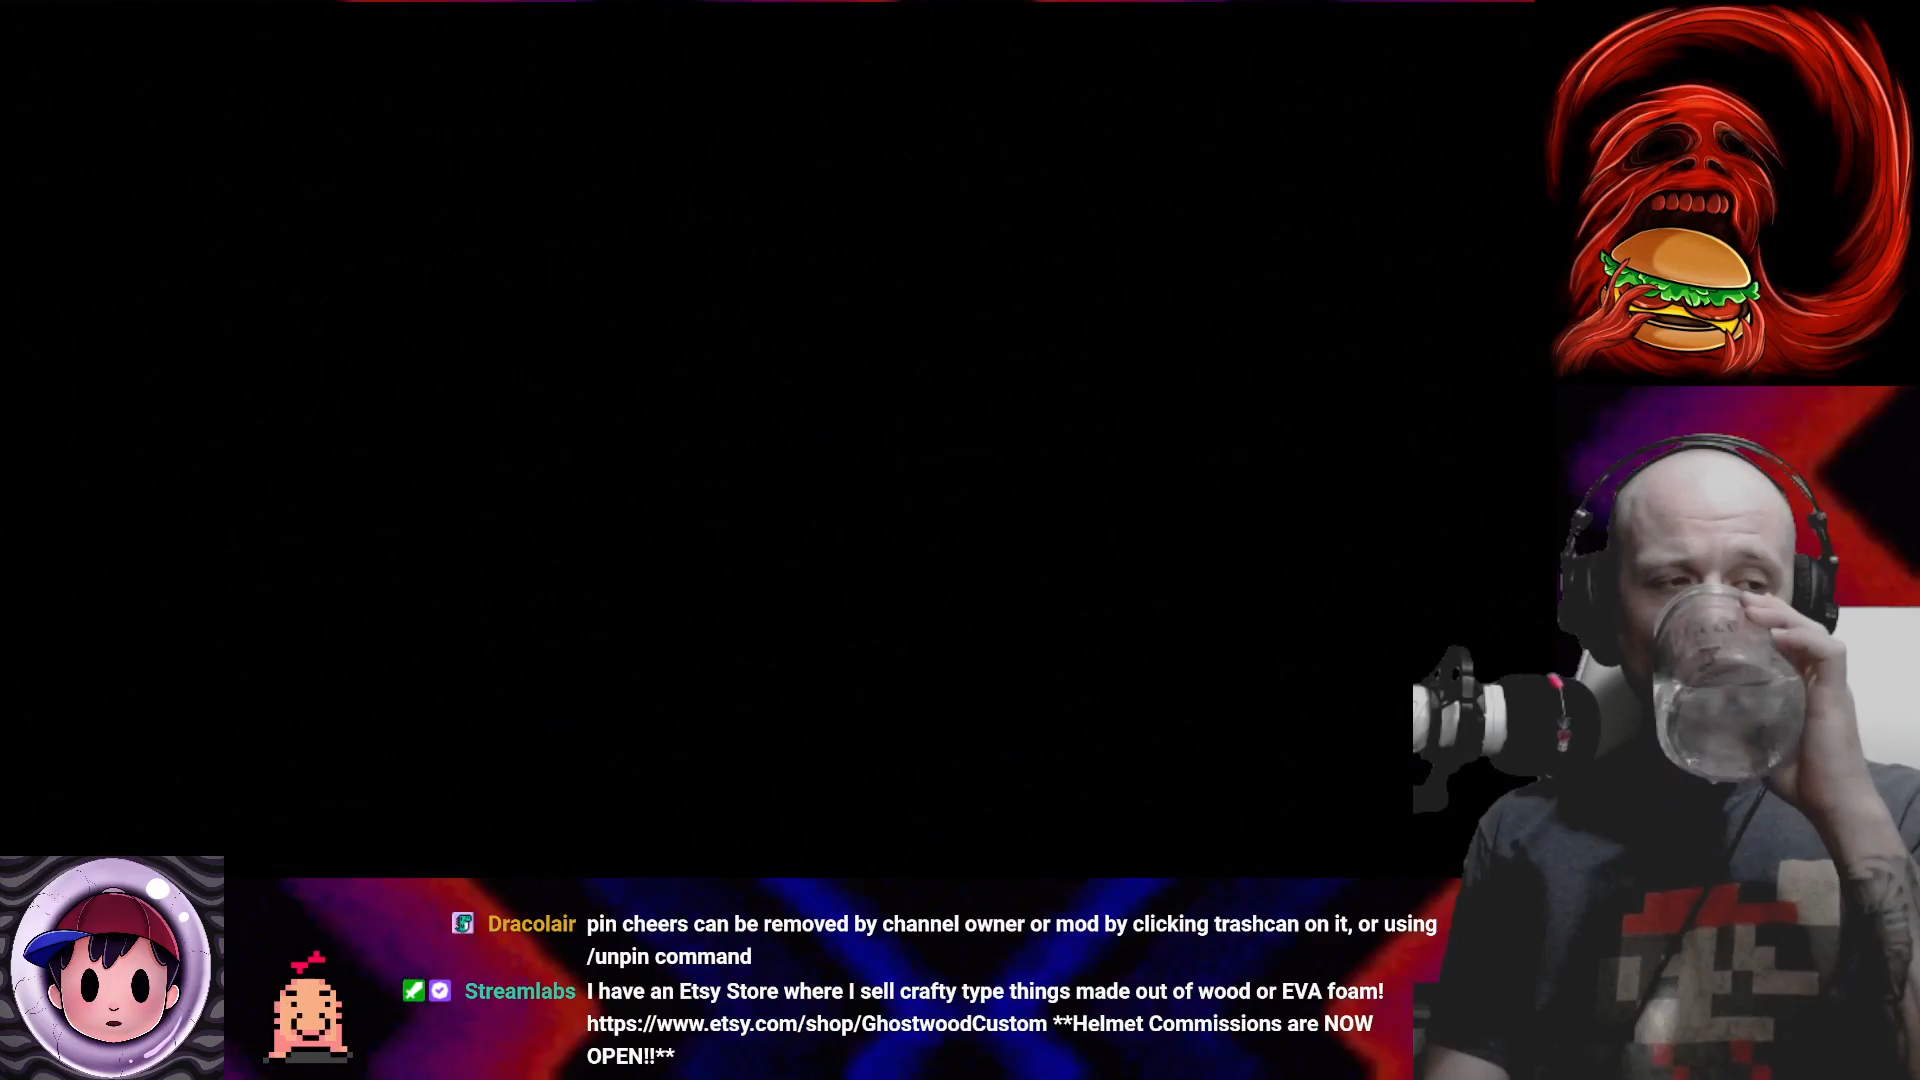 Dracolair pin cheers can be removed by channel owner or mod by clicking trashcan on it, or using
/unpin command
Streamlabs I have an Etsy Store where I sell crafty type things made out of wood or EVA foam!
https://www.etsy.com/shop/GhostwoodCustom **Helmet Commissions are NOW
OPEN!!**